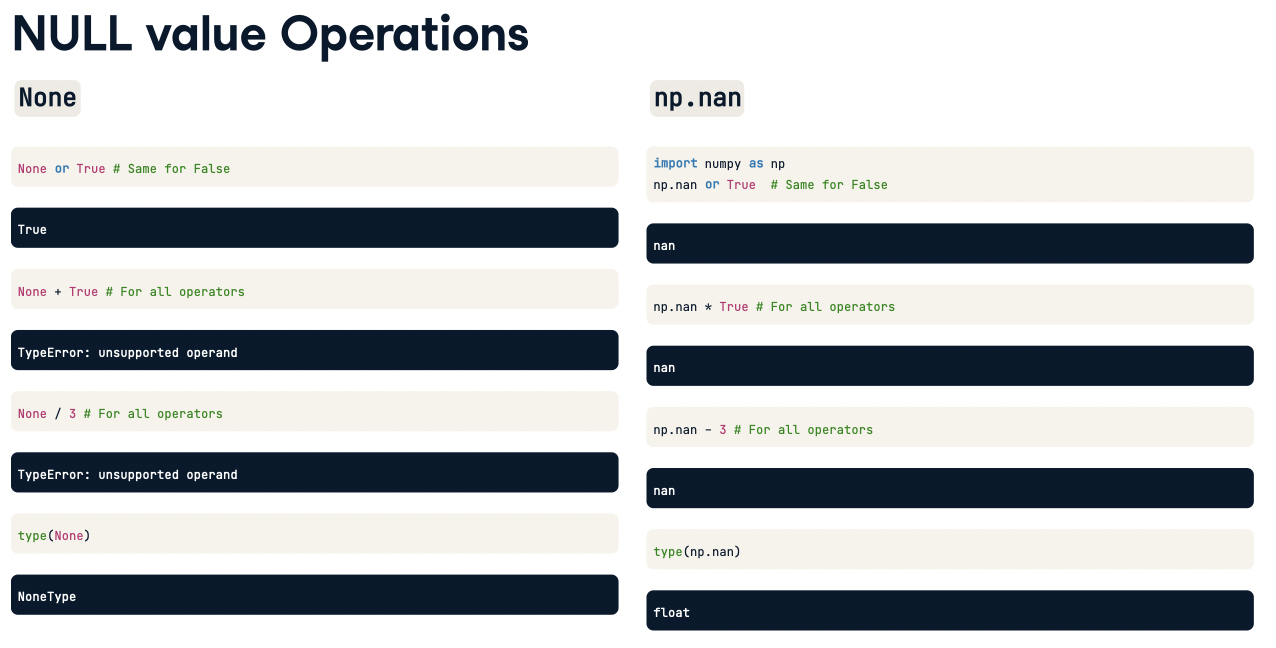 NULL value Operations
None
None or True # Same for False
True
None + True # For all operators
TypeError: unsupported operand
None / 3 # For all operators
TypeError: unsupported operand
type(None)
NoneType
np.nan
import numpy as np
np.nan or True  # Same for False
nan
np.nan * True # For all operators
nan
np.nan - 3 # For all operators
nan
type(np.nan)
float